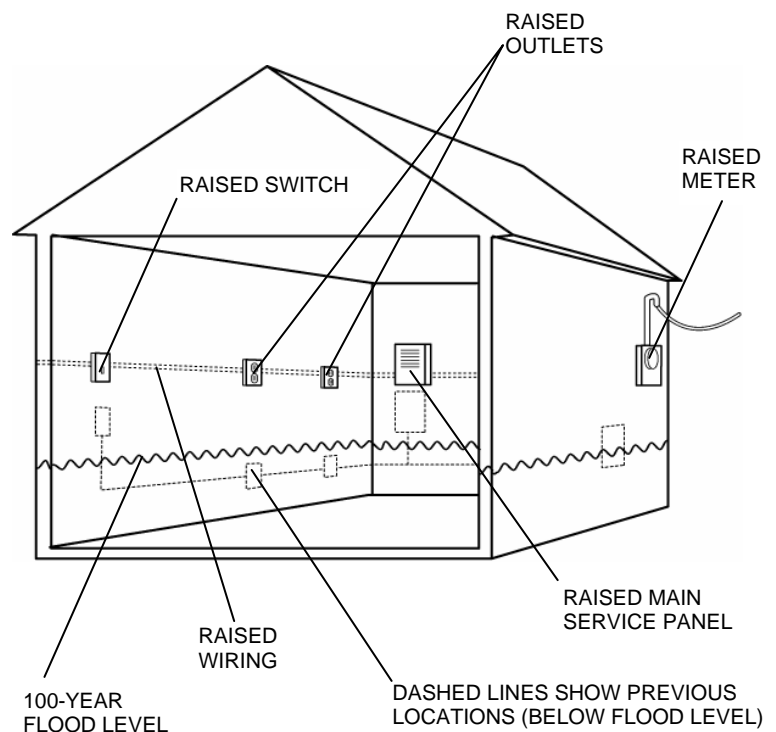 RAISED
OUTLETS
RAISED
METER
RAISED SWITCH
RAISED MAIN
SERVICE PANEL
RAISED
WIRING
DASHED LINES SHOW PREVIOUS
LOCATIONS (BELOW FLOOD LEVEL)
100-YEAR
FLOOD LEVEL